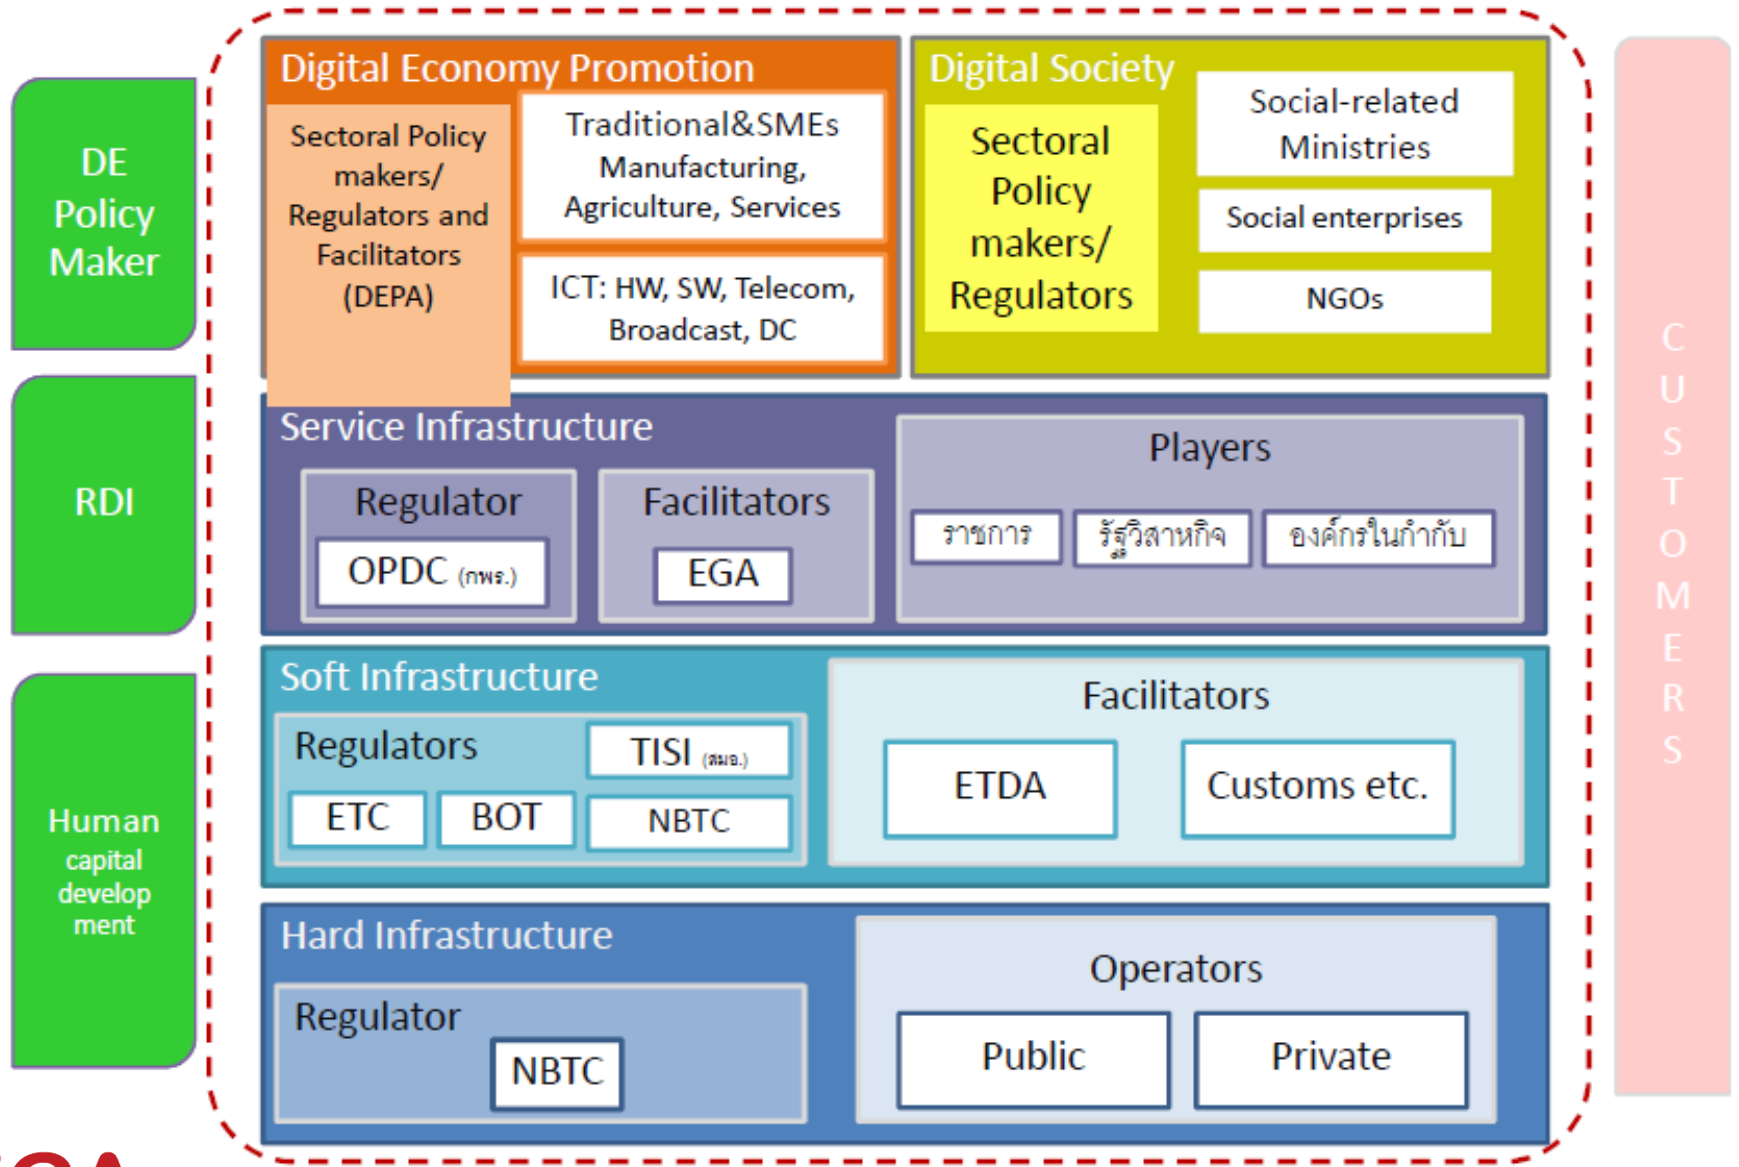 DE
Policy
Maker
RDI
Human
capital
develop
ment
Digital Economy Promotion
Sectoral Policy
makers/
Regulators and
Facilitators
(DEPA)
Traditional&SMEs
Manufacturing,
Agriculture, Services
ICT: HW, SW, Telecom,
Broadcast, DC
Digital Society
Sectoral
Policy
makers/
Regulators
Social-related
Ministries
Social enterprises
NGOs
Service Infrastructure
Regulator
OPDC (กพร.)
Facilitators
EGA
Players
ราชการ
รัฐวิสาหกิจ
องค์กรในกำกับ
Soft Infrastructure
Regulators
TISI (สมอ.)
ETC
BOT
NBTC
Facilitators
ETDA
Customs etc.
Hard Infrastructure
Regulator
NBTC
Operators
Public
Private
C
U
S
T
O
M
E
R
S